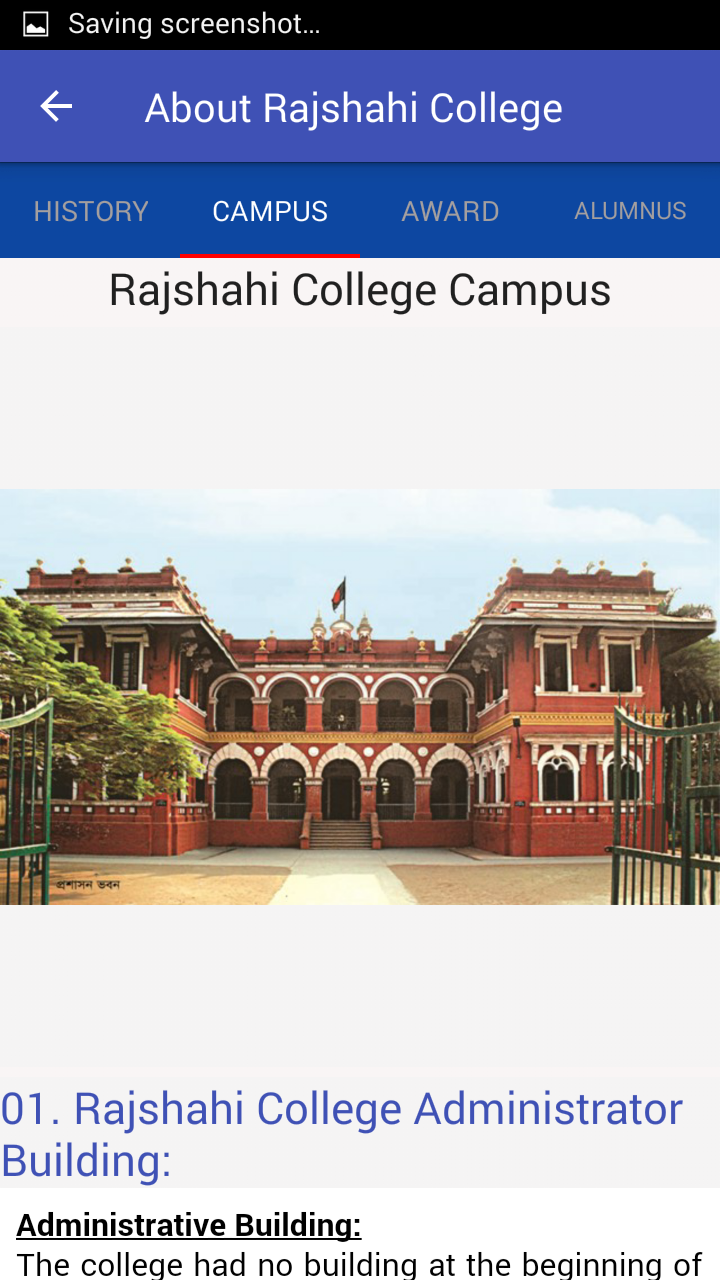 Saving screenshot...
About Rajshahi College
HISTORY CAMPUS AWARD ALUMNUS
Rajshahi College Campus
প্রশাসন ভবন
01. Rajshahi College Administrator
Building:
Administrative Building:
The college had no building at the beginning of